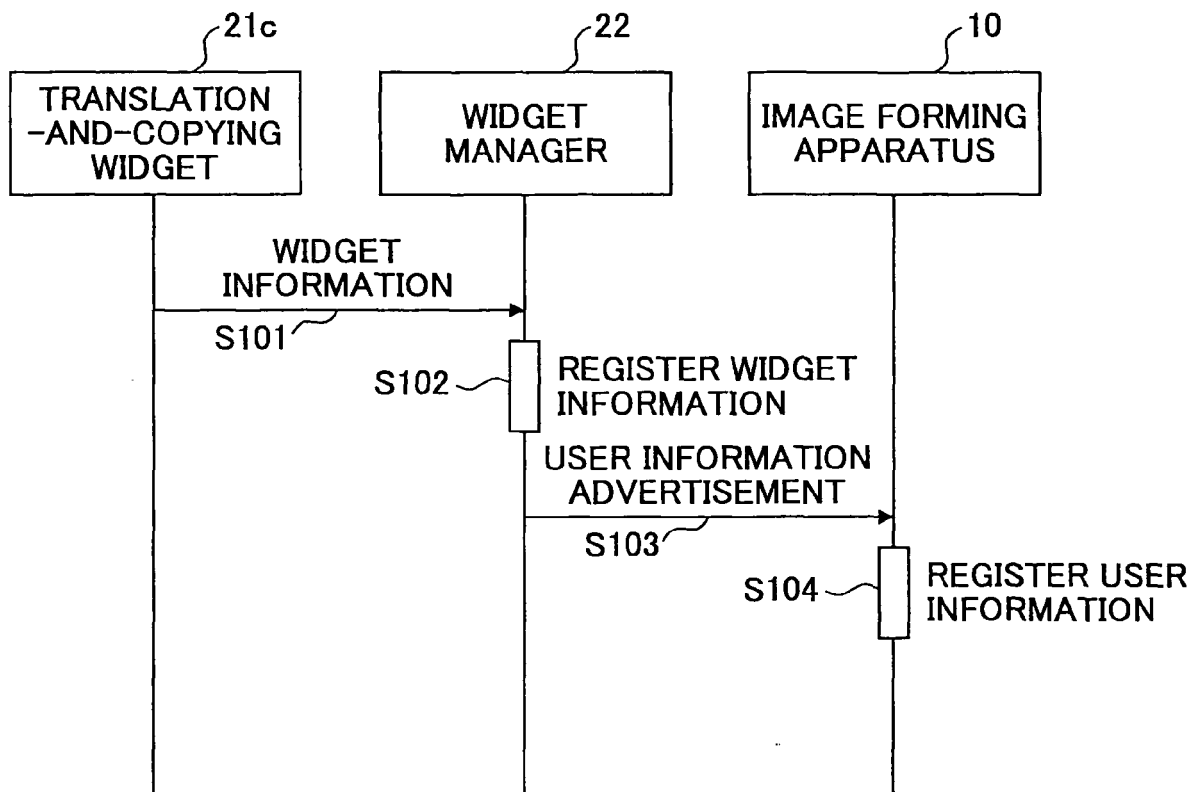 21c
22
10
TRANSLATION
-AND-COPYING
WIDGET
WIDGET
MANAGER
IMAGE FORMING
APPARATUS
WIDGET
INFORMATION
S101
S102
REGISTER WIDGET
INFORMATION
USER INFORMATION
ADVERTISEMENT
S103
S104
REGISTER USER
INFORMATION